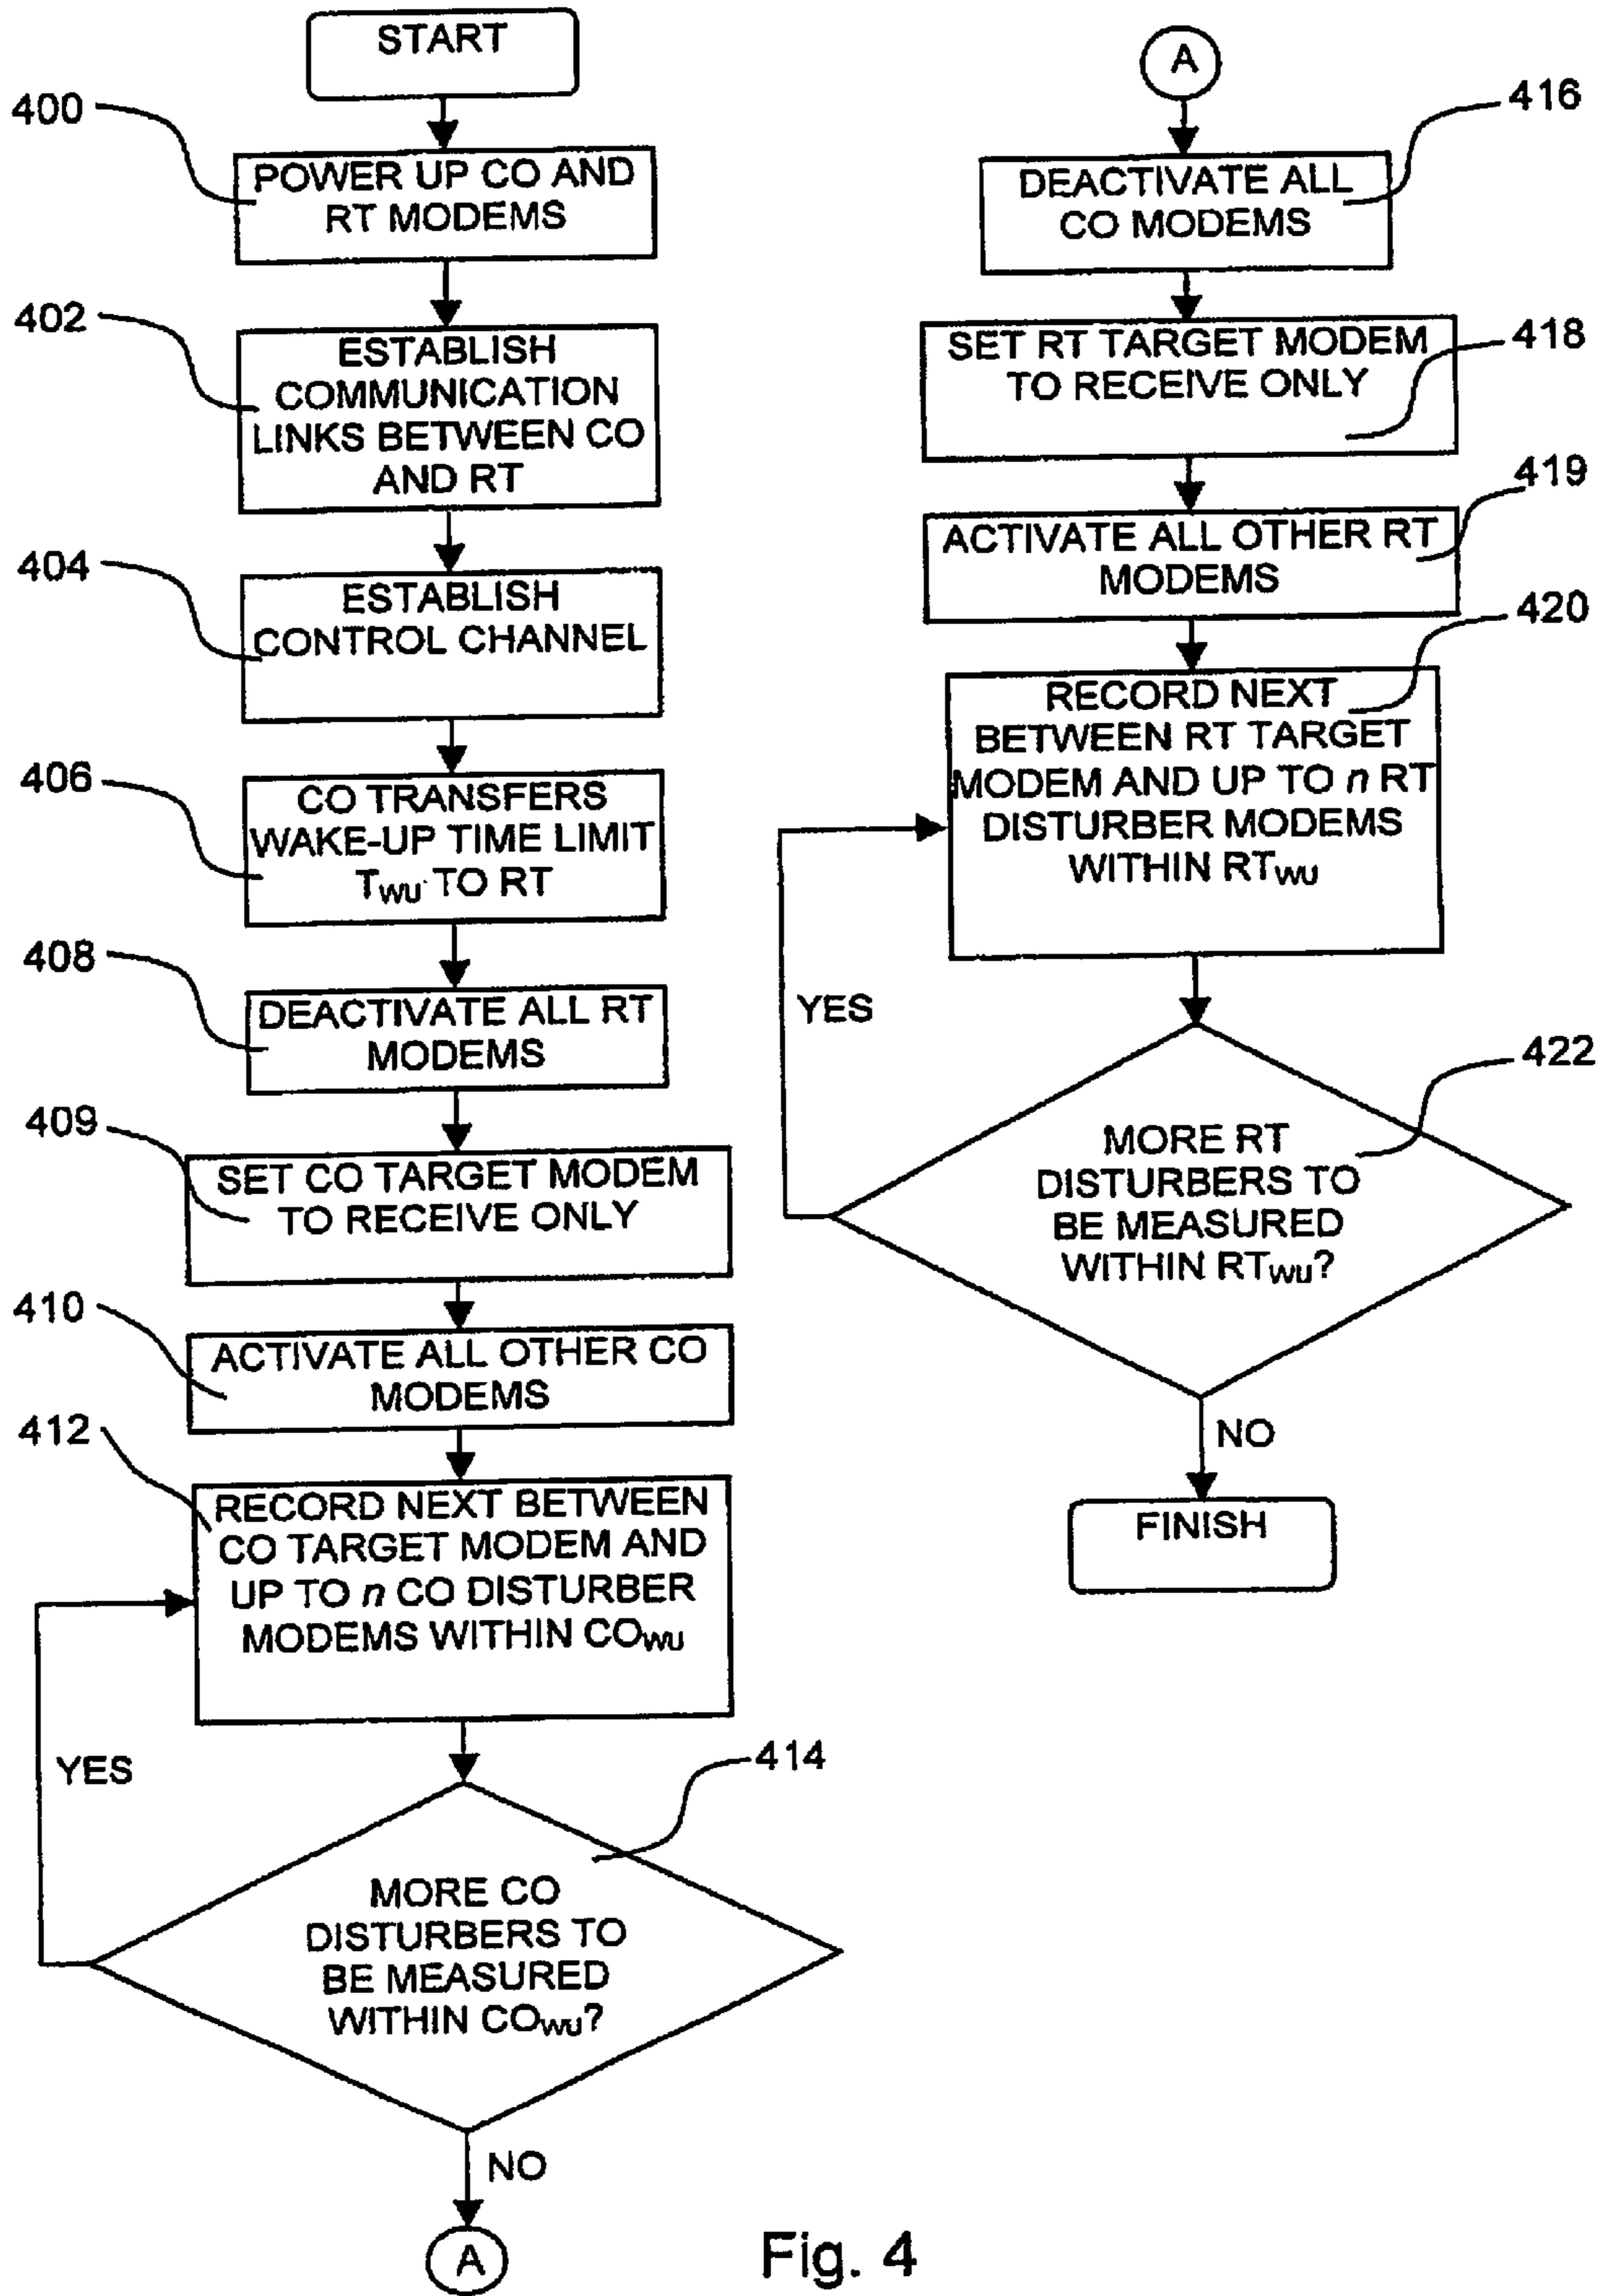 START
400
POWER UP CO AND
RT MODEMS
402
ESTABLISH
COMMUNICATION
LINKS BETWEEN CO
AND RT
404
ESTABLISH
CONTROL CHANNEL
406
CO TRANSFERS
WAKE-UP TIME LIMIT
TWU TO RT
408
DEACTIVATE ALL RT
MODEMS
409
SET CO TARGET MODEM
TO RECEIVE ONLY
410
ACTIVATE ALL OTHER CO
MODEMS
412
RECORD NEXT BETWEEN
CO TARGET MODEM AND
UP TO n CO DISTURBER
MODEMS WITHIN COWU
YES
414
MORE CO
DISTURBERS TO
BE MEASURED
WITHIN COWU?
NO
A
A
416
DEACTIVATE ALL
CO MODEMS
SET RT TARGET MODEM
TO RECEIVE ONLY
418
419
ACTIVATE ALL OTHER RT
MODEMS
420
RECORD NEXT
BETWEEN RT TARGET
MODEM AND UP TO n RT
DISTURBER MODEMS
WITHIN RTWU
YES
422
MORE RT
DISTURBERS TO
BE MEASURED
WITHIN RTWU?
NO
FINISH
Fig. 4